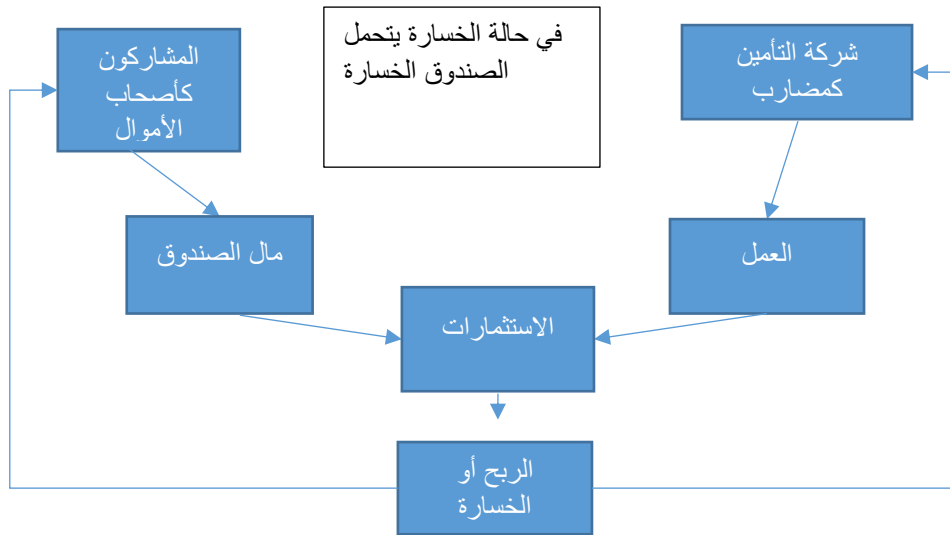 شركة التأمين
كمضارب
في حالة الخسارة يتحمل
الصندوق الخسارة
المشاركون
كأصحاب
الأموال
العمل
مال الصندوق
الاستثمارات
الربح أو
الخسارة